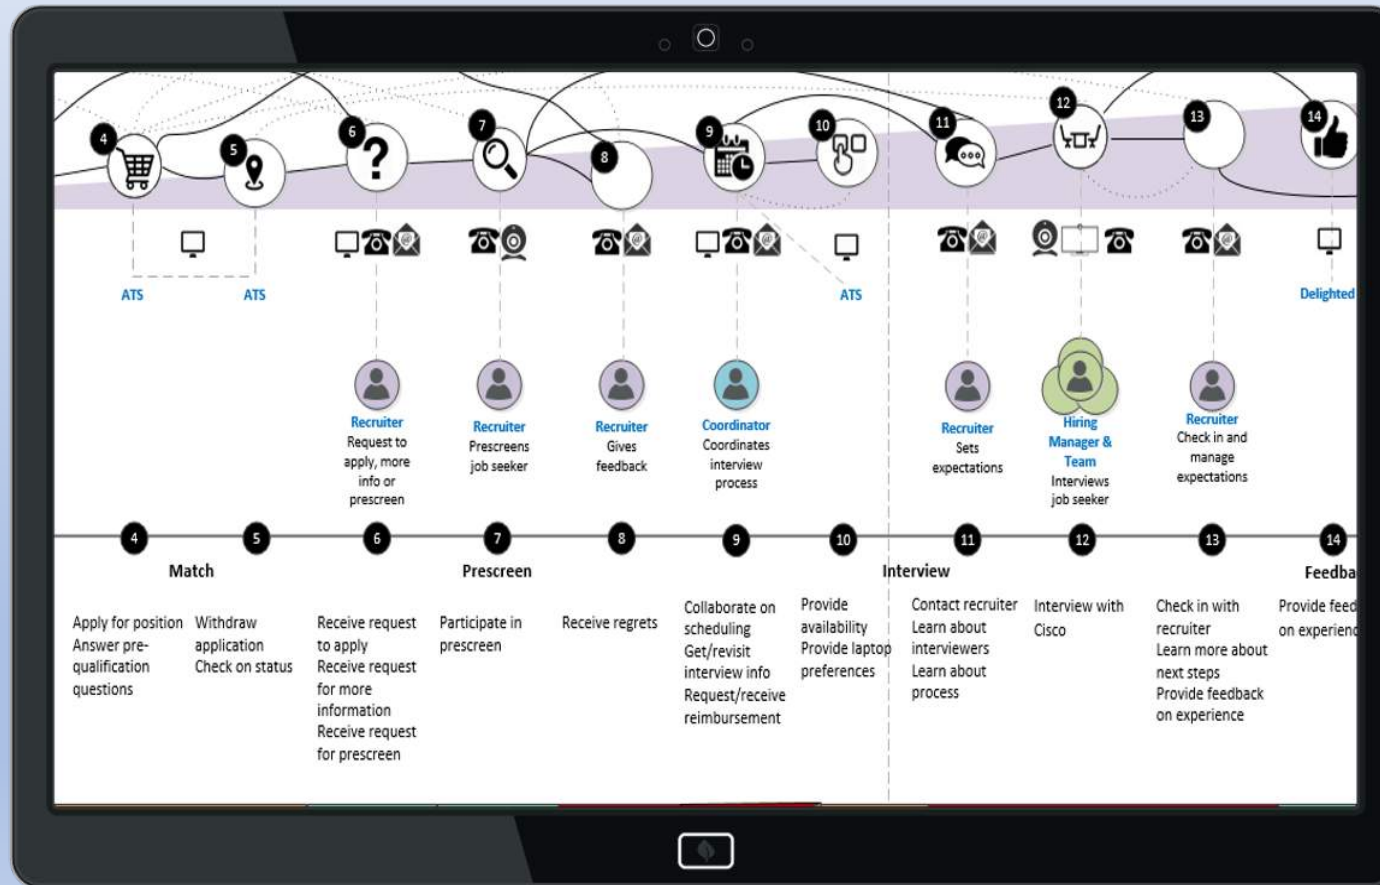 4
5
6
7
8
9
10
11
12
13
14
ATS
ATS
ATS
Delighted
Recruiter
Request to
apply, more
info or
prescreen
Recruiter
Prescreens
job seeker
Recruiter
Gives
feedback
Coordinator
Coordinates
interview
process
Recruiter
Sets
expectations
Hiring
Manager &
Team
Interviews
job seeker
Recruiter
Check in and
manage
expectations
4
5
6
7
8
9
10
11
12
13
14
Match
Prescreen
Interview
Feedba
Apply for position
Answer pre-
qualification
questions
Withdraw
application
Check on status
Receive request
to apply
Receive request
for more
information
Receive request
for prescreen
Participate in
prescreen
Receive regrets
Collaborate on
scheduling
Get/revisit
interview info
Request/receive
reimbursement
Provide
availability
Provide laptop
preferences
Contact recruiter
Learn about
interviewers
Learn about
process
Interview with
Cisco
Check in with
recruiter
Learn more about
next steps
Provide feedback
on experience
Provide feed
on experienc